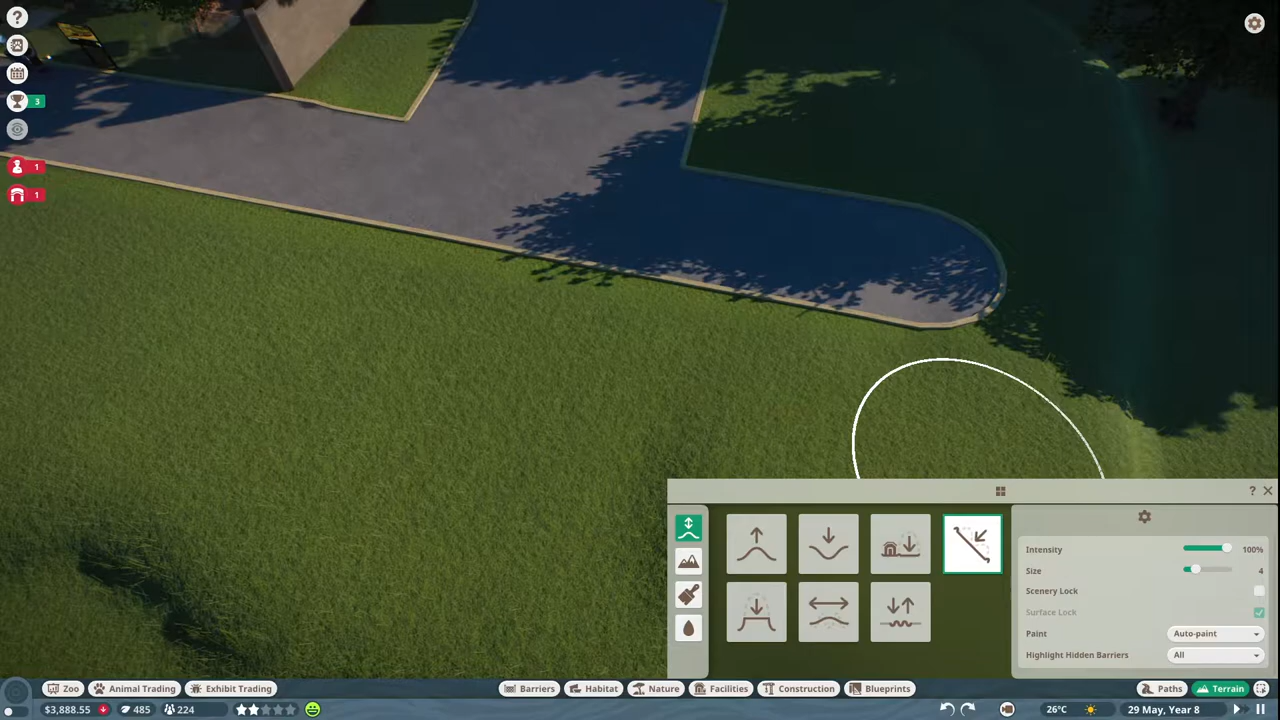 ?
3
1
1
?
Intensity 100%
Size 4
Scenery Lock
Surface Lock
Paint Auto-paint
Highlight Hidden Barriers All
Zoo Animal Trading Exhibit Trading Barriers Habitat Nature Facilities Construction Blueprints Paths Terrain
$3,888.55 485 224 26°C 29 May, Year 8